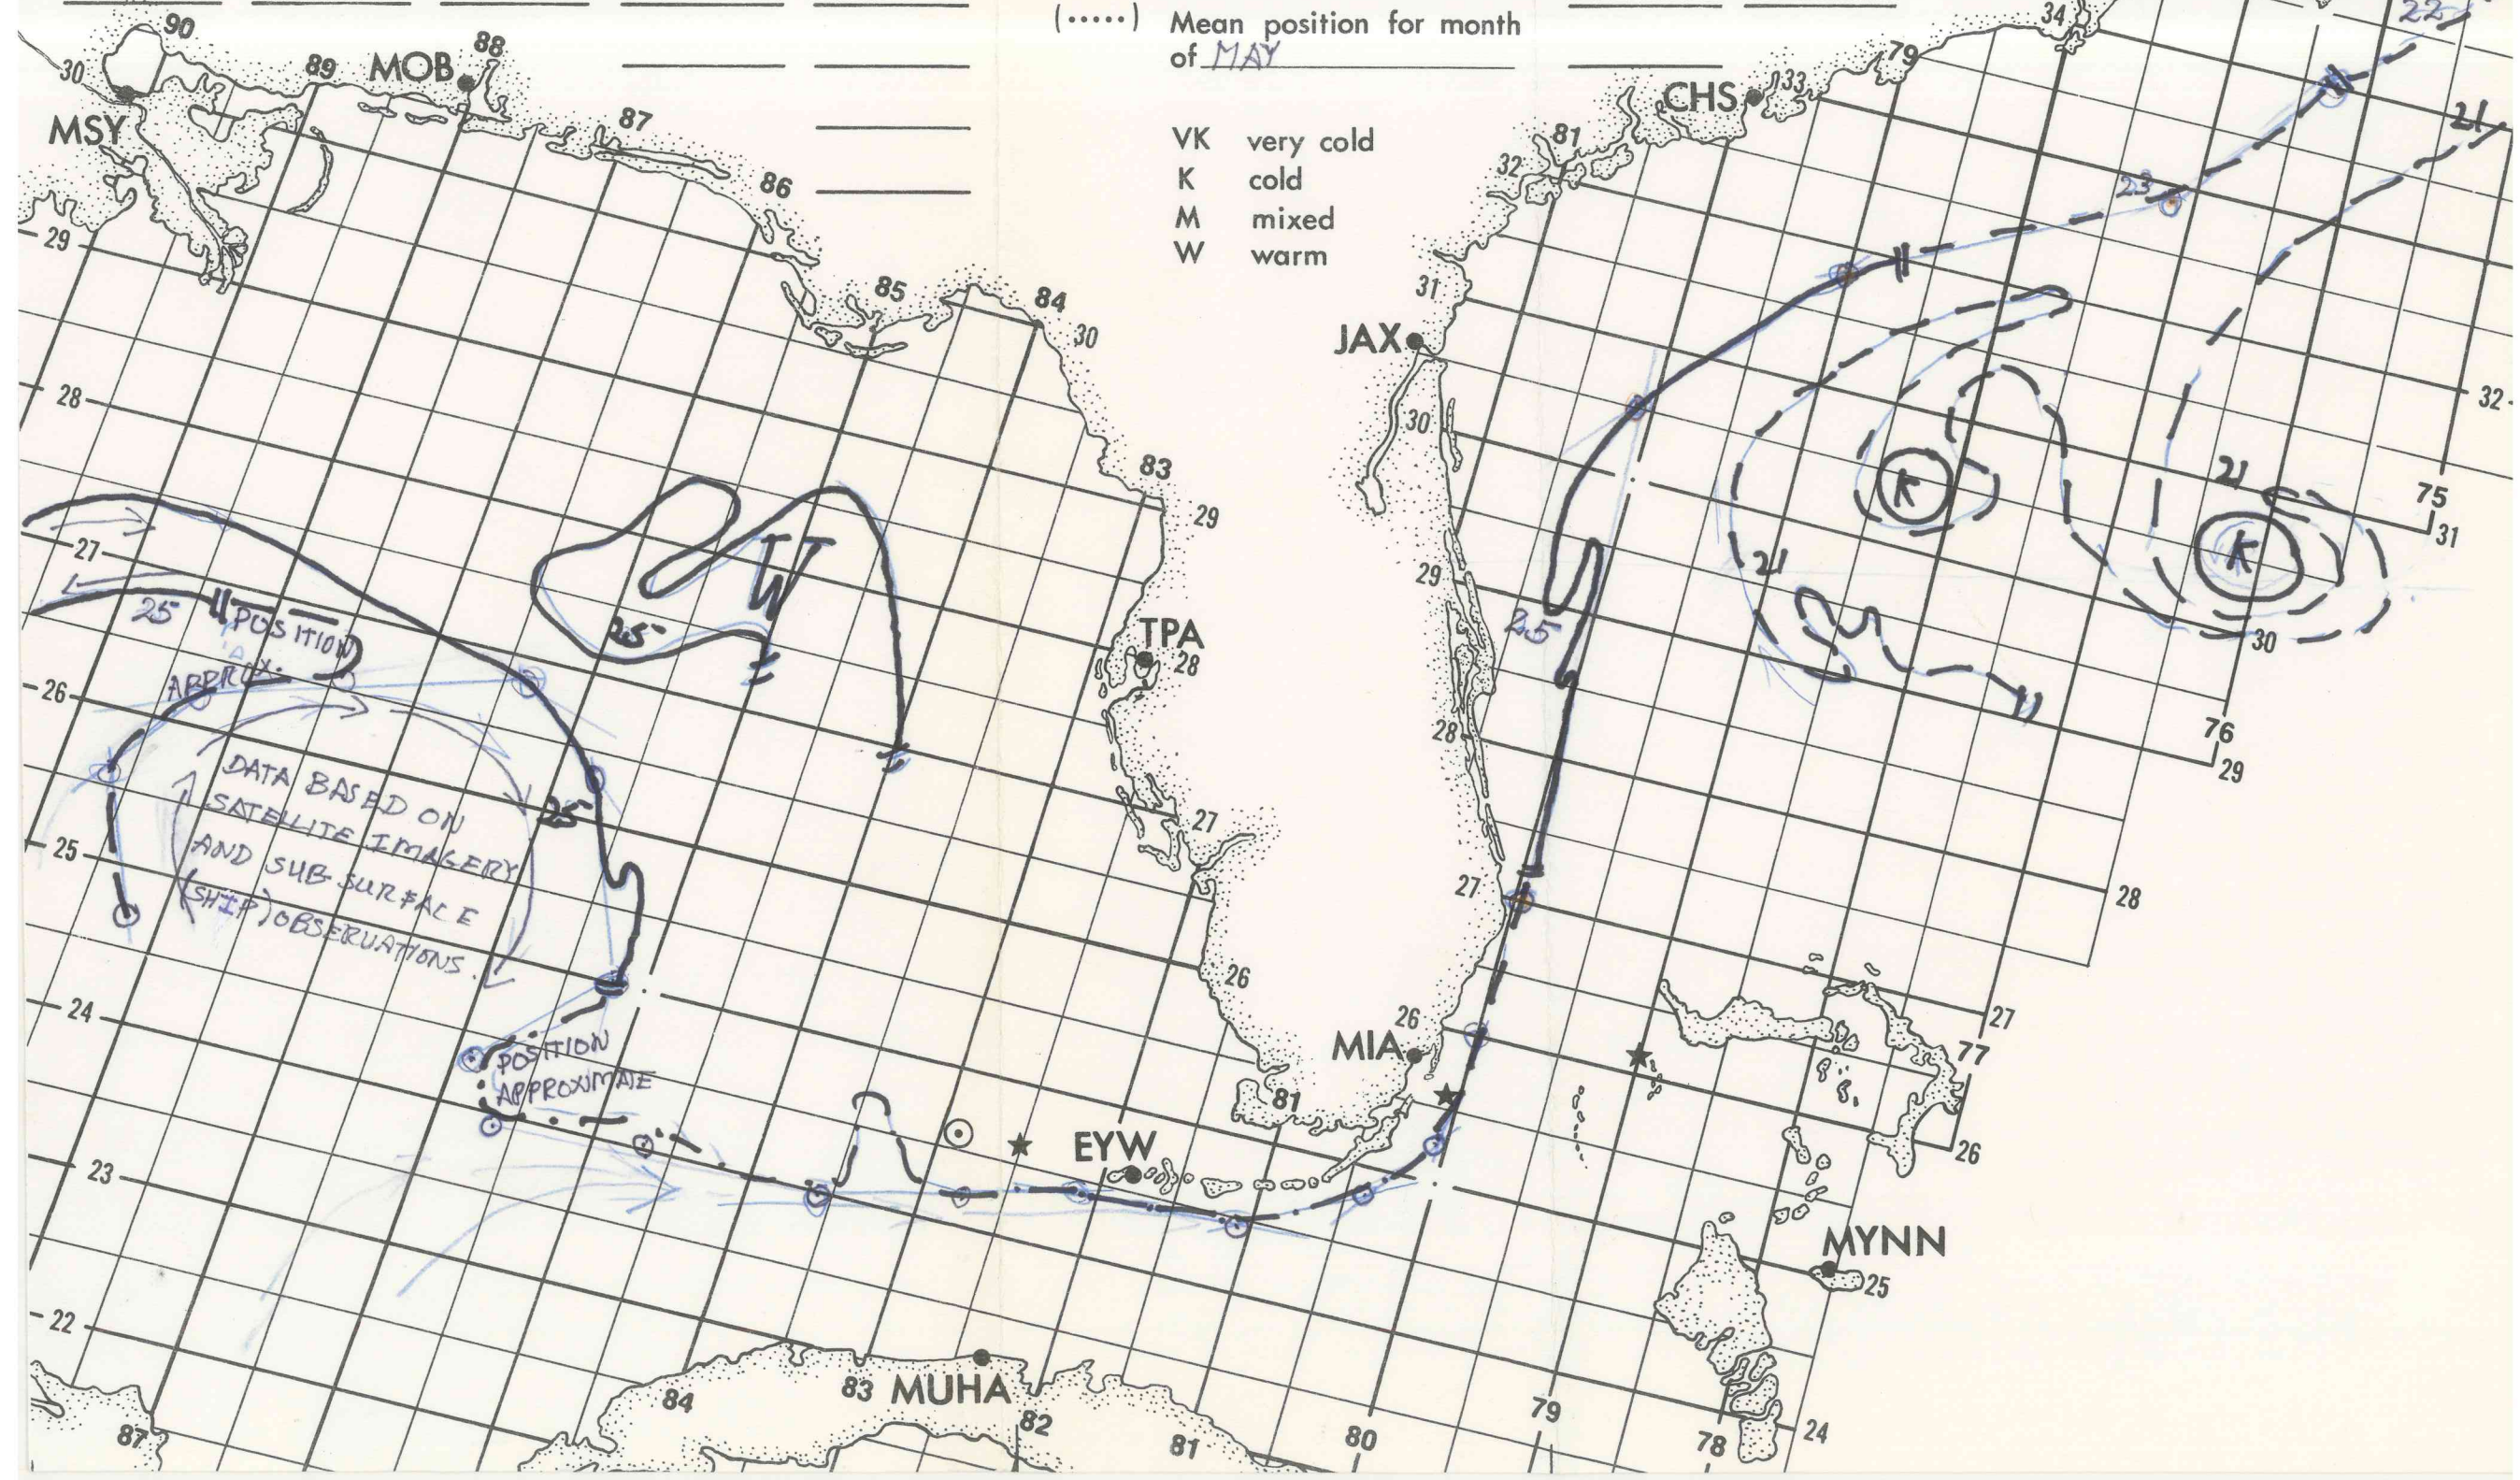 (.....) Mean position for month
of MAY
VK very cold
K cold
M mixed
W warm
90
89
MOB
88
87
86
85
84
30
83
29
30
MSY
29
28
27
26
25
24
23
22
34
79
CHS
33
81
32
31
JAX
30
29
28
27
26
22
21
23
32
75
31
30
76
29
28
27
77
26
K
21
K
21
25
W
25
TPA
28
27
26
25
POSITION
APPROX.
DATA BASED ON
SATELLITE IMAGERY
AND SUB SURFACE
(SHIP) OBSERVATIONS.
25
POSITION
APPROXIMATE
MIA
81
EYW
MYNN
25
24
MUHA
87
84
83
82
81
80
79
78